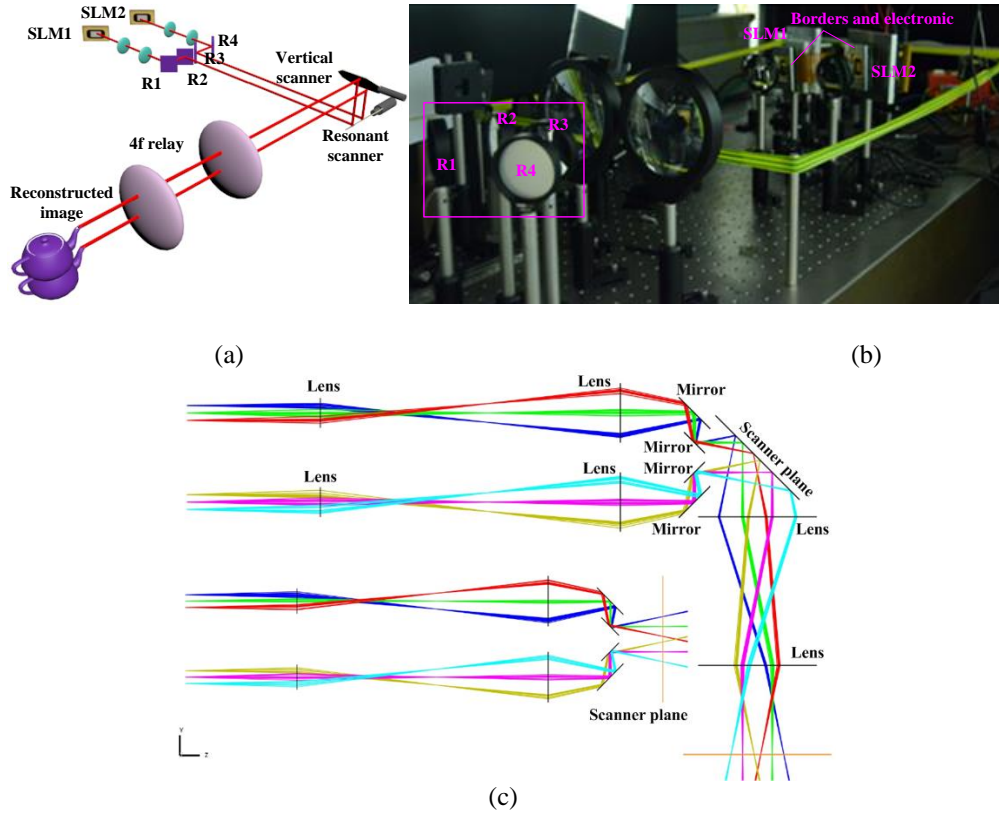 SLM2
SLM1
R4
R3
R2
R1
Vertical
scanner
Resonant
scanner
4f relay
Reconstructed
image
Borders and electronic
SLM1
SLM2
R2
R3
R1
R4
(a)
(b)
Lens
Lens
Mirror
Mirror
Scanner plane
Lens
Lens
Mirror
Mirror
Lens
Lens
Scanner plane
Y
Z
(c)